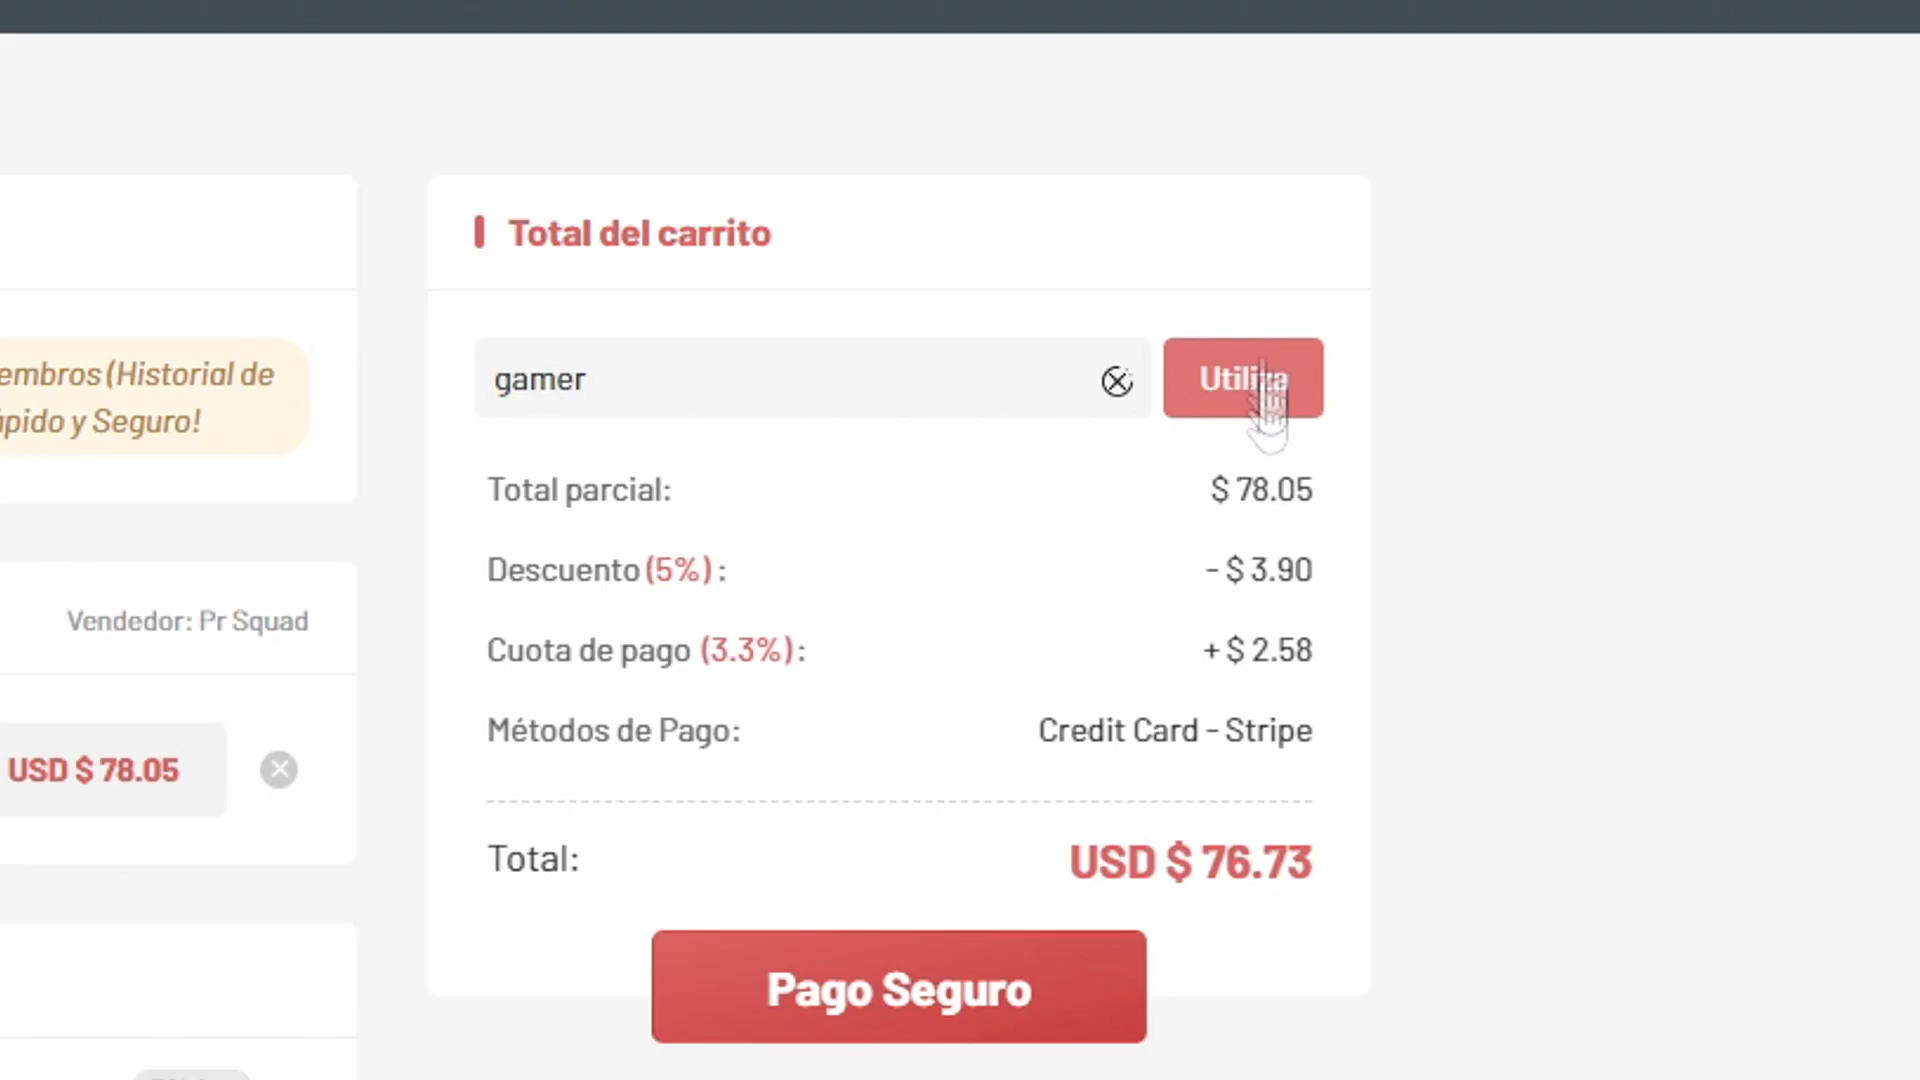 Total del carrito
embros (Historial de
pido y Seguro!
gamer
Utiliza
Total parcial:
$ 78.05
Descuento (5%) :
- $ 3.90
Vendedor: Pr Squad
Cuota de pago (3.3%) :
+ $ 2.58
Métodos de Pago:
Credit Card - Stripe
USD $ 78.05
Total:
USD $ 76.73
Pago Seguro